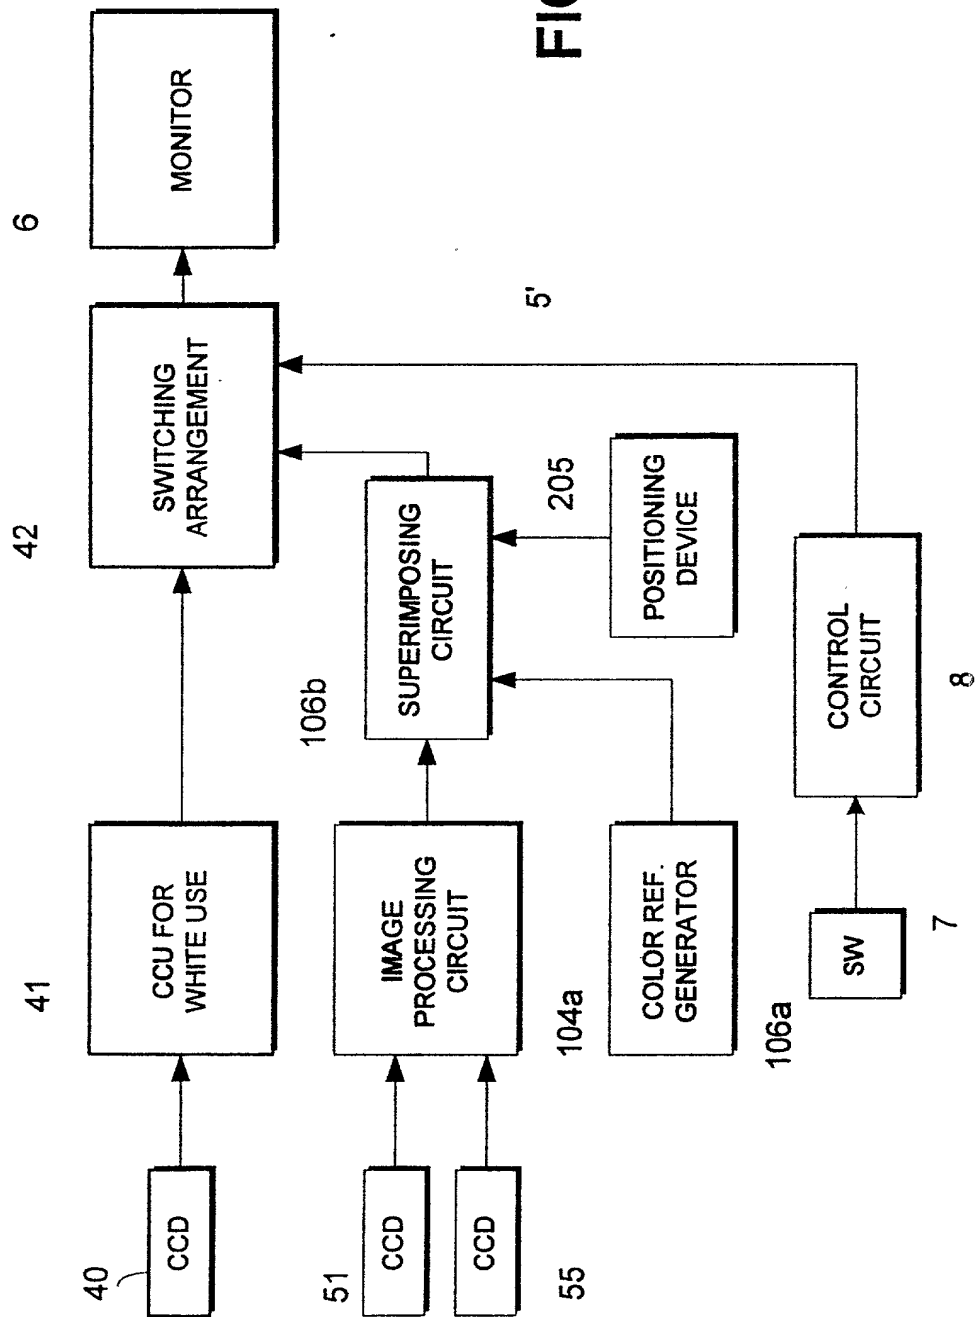 6
MONITOR
42
SWITCHING
ARRANGEMENT
5'
41
CCU FOR
WHITE USE
40
CCD
106b
SUPERIMPOSING
CIRCUIT
205
POSITIONING
DEVICE
IMAGE
PROCESSING
CIRCUIT
104a
51
CCD
CCD
55
COLOR REF.
GENERATOR
106a
CONTROL
CIRCUIT
8
SW
7